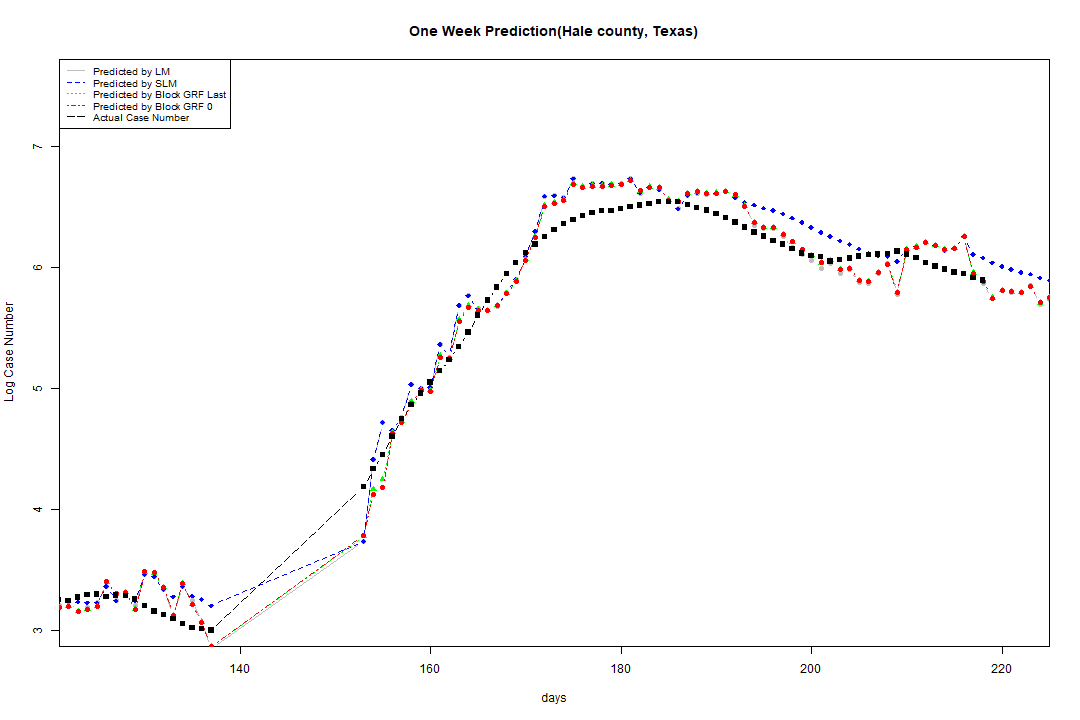 One Week Prediction(Hale county, Texas)
Predicted by LM
Predicted by SLM
Predicted by Block GRF Last
Predicted by Block GRF 0
Actual Case Number
7
6
5
4
3
Log Case Number
140 160 180 200 220
days